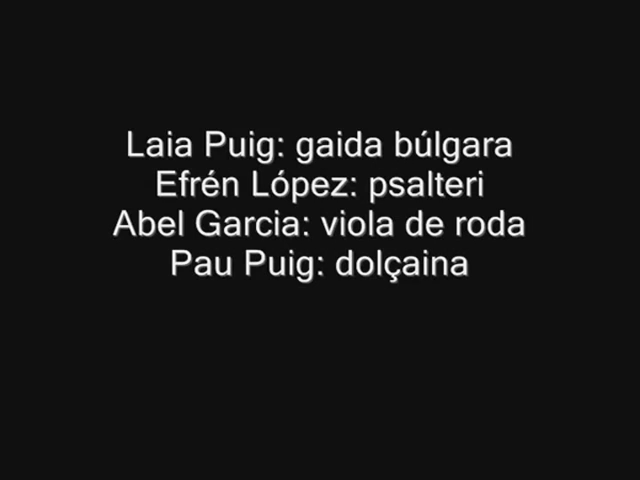 Laia Puig: gaida búlgara
Efrén López: psalteri
Abel Garcia: viola de roda
Pau Puig: dolçaina